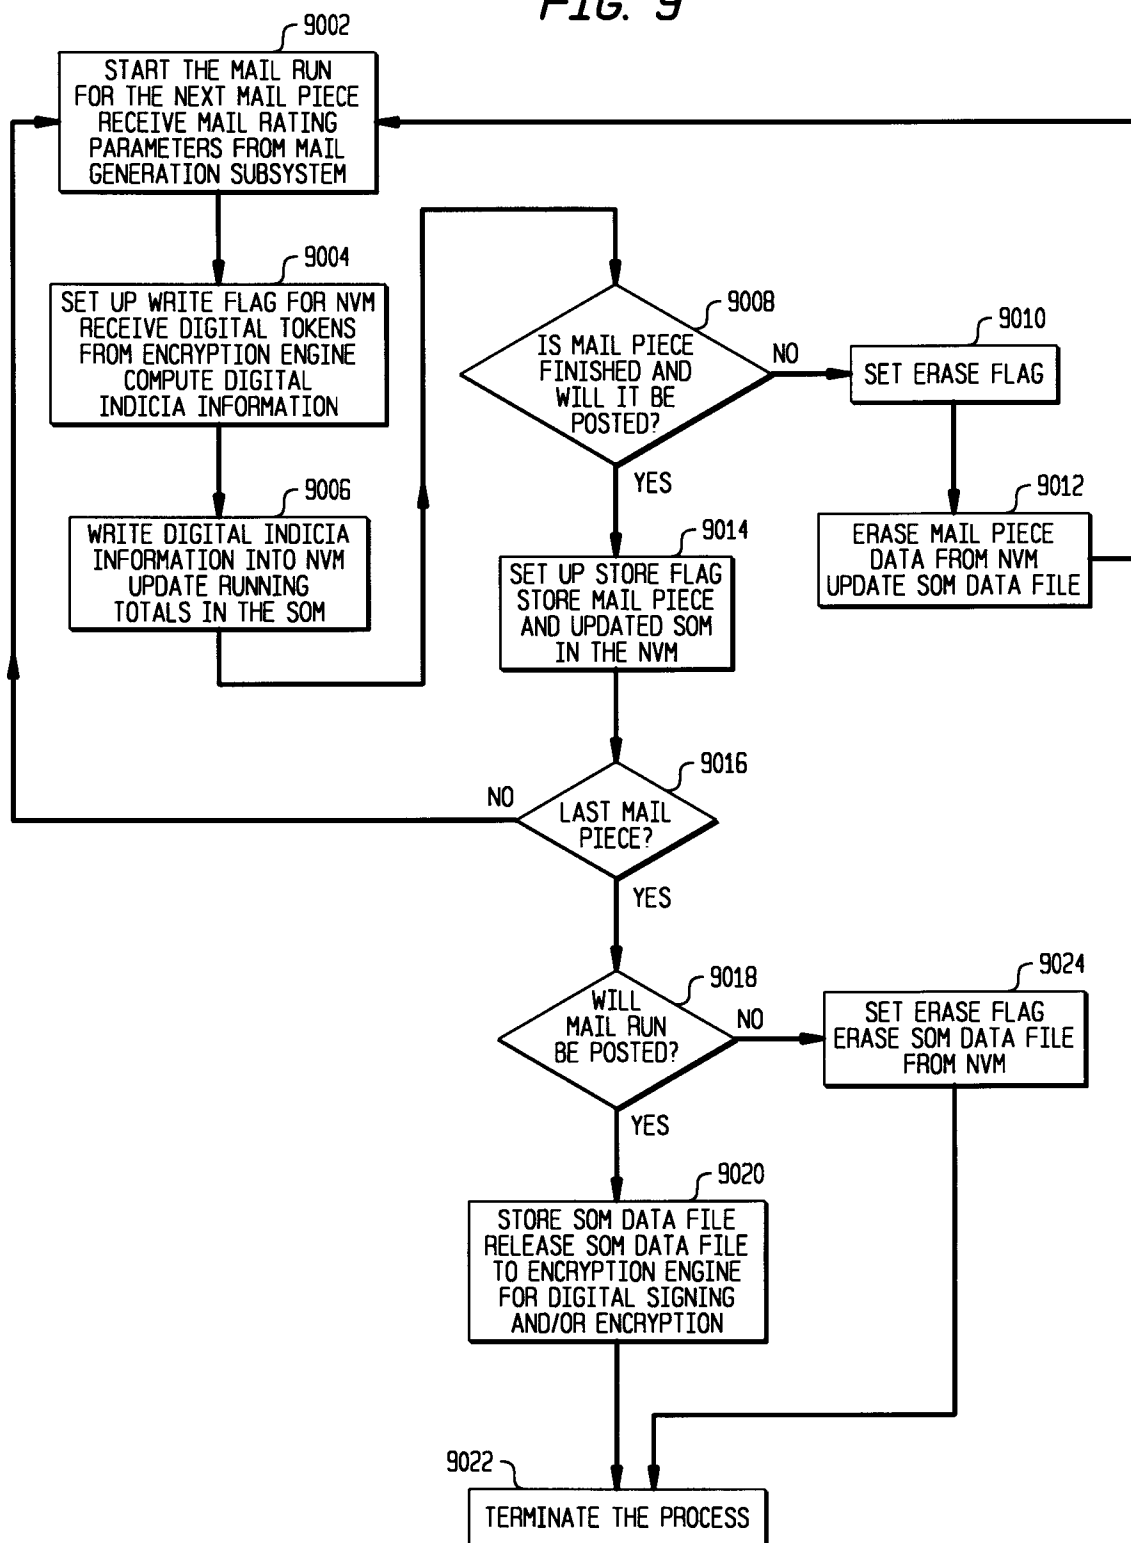 FIG. 9
9002
START THE MAIL RUN
FOR THE NEXT MAIL PIECE
RECEIVE MAIL RATING
PARAMETERS FROM MAIL
GENERATION SUBSYSTEM
9004
SET UP WRITE FLAG FOR NVM
RECEIVE DIGITAL TOKENS
FROM ENCRYPTION ENGINE
COMPUTE DIGITAL
INDICIA INFORMATION
9006
WRITE DIGITAL INDICIA
INFORMATION INTO NVM
UPDATE RUNNING
TOTALS IN THE SOM
9008
IS MAIL PIECE
FINISHED AND
WILL IT BE
POSTED?
NO
9010
SET ERASE FLAG
9012
ERASE MAIL PIECE
DATA FROM NVM
UPDATE SOM DATA FILE
YES
9014
SET UP STORE FLAG
STORE MAIL PIECE
AND UPDATED SOM
IN THE NVM
9016
LAST MAIL
PIECE?
NO
YES
9018
WILL
MAIL RUN
BE POSTED?
NO
9024
SET ERASE FLAG
ERASE SOM DATA FILE
FROM NVM
YES
9020
STORE SOM DATA FILE
RELEASE SOM DATA FILE
TO ENCRYPTION ENGINE
FOR DIGITAL SIGNING
AND/OR ENCRYPTION
9022
TERMINATE THE PROCESS